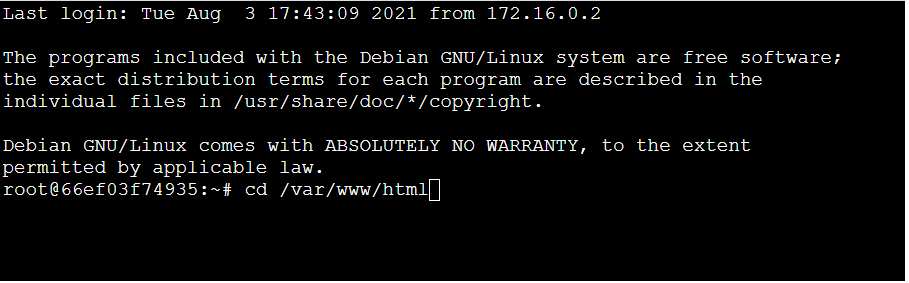 Last login: Tue Aug  3 17:43:09 2021 from 172.16.0.2
The programs included with the Debian GNU/Linux system are free software;
the exact distribution terms for each program are described in the
individual files in /usr/share/doc/*/copyright.
Debian GNU/Linux comes with ABSOLUTELY NO WARRANTY, to the extent
permitted by applicable law.
root@66ef03f74935:~# cd /var/www/html